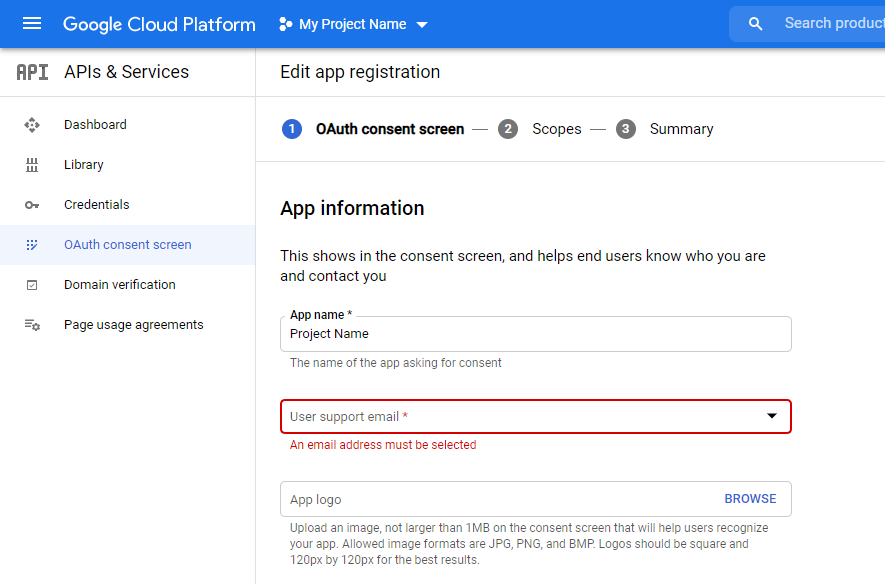 Google Cloud Platform
My Project Name
Search product
API
APIs & Services
Dashboard
Library
Credentials
OAuth consent screen
Domain verification
Page usage agreements
Edit app registration
1 OAuth consent screen — 2 Scopes — 3 Summary
App information
This shows in the consent screen, and helps end users know who you are
and contact you
App name *
Project Name
The name of the app asking for consent
User support email *
An email address must be selected
App logo
BROWSE
Upload an image, not larger than 1MB on the consent screen that will help users recognize
your app. Allowed image formats are JPG, PNG, and BMP. Logos should be square and
120px by 120px for the best results.